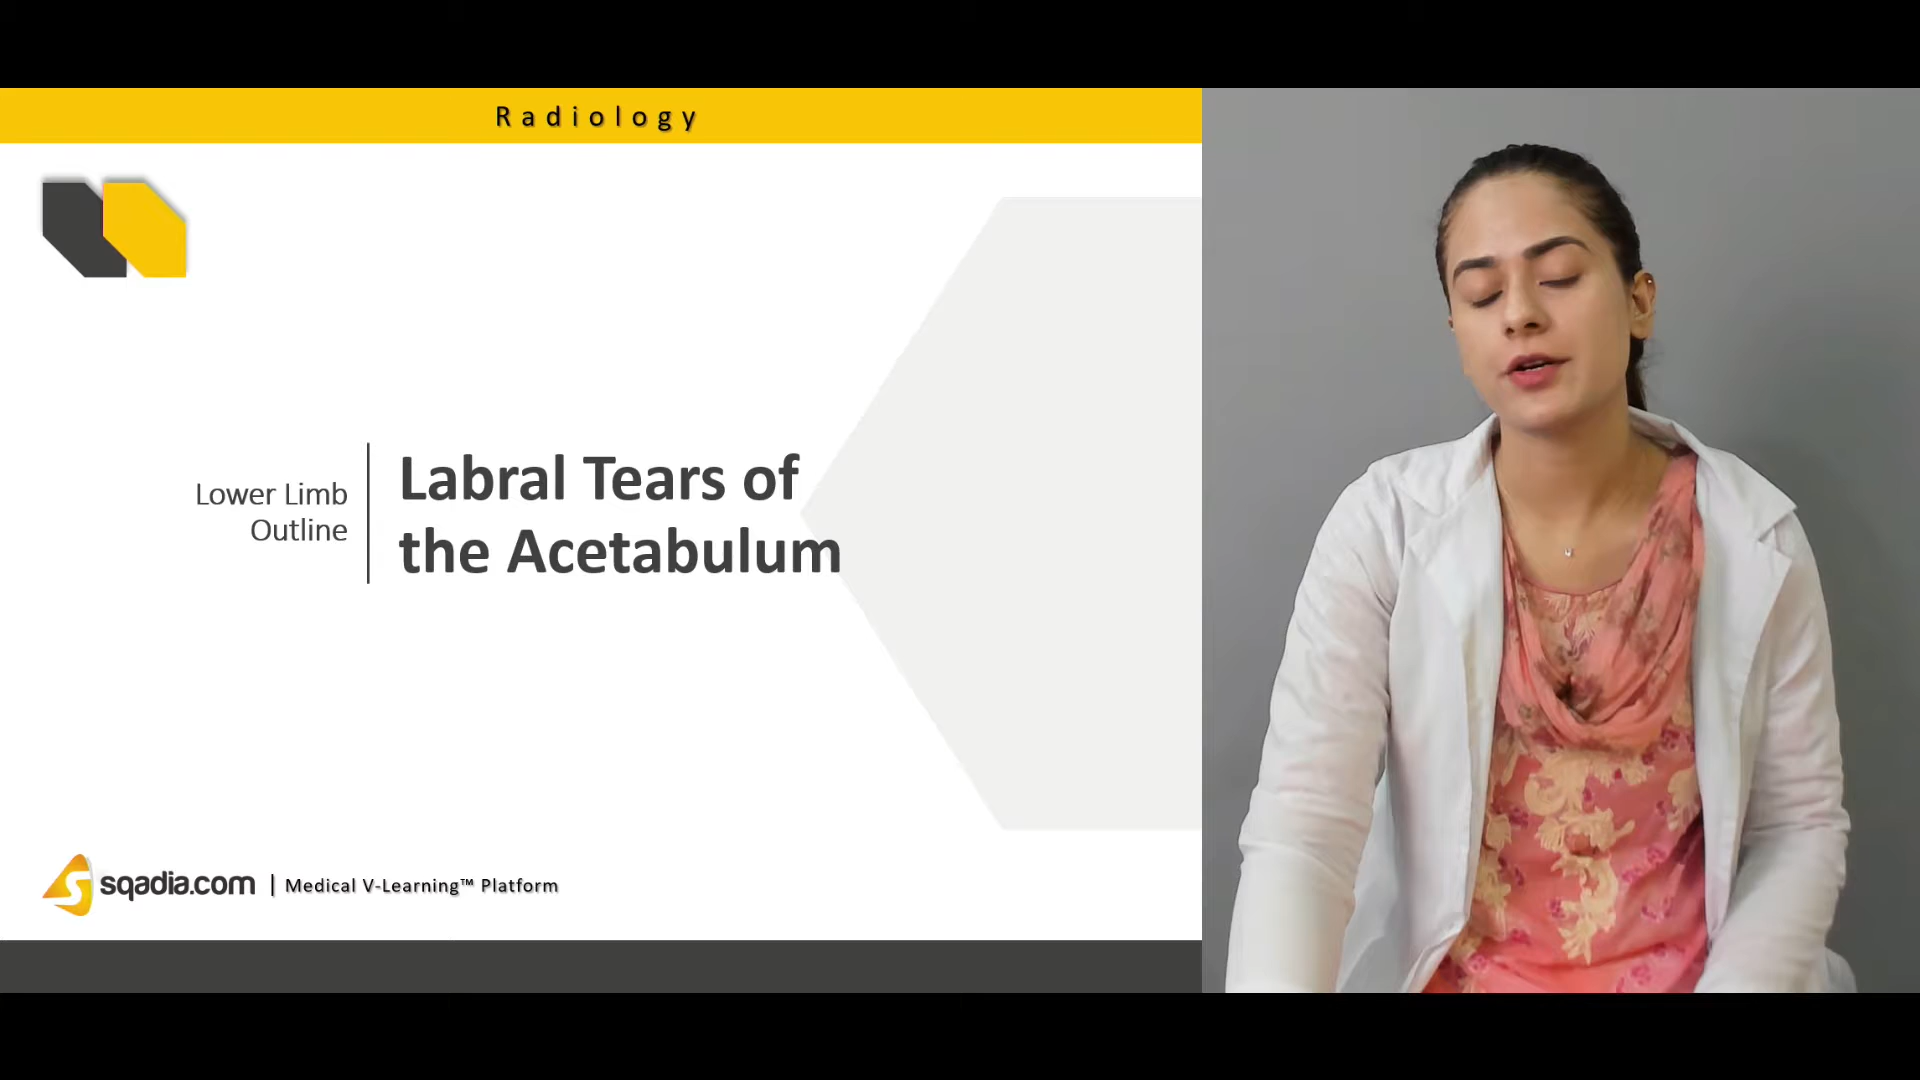 Radiology
Lower Limb
Outline
Labral Tears of
the Acetabulum
sqadia.com | Medical V-Learning™ Platform